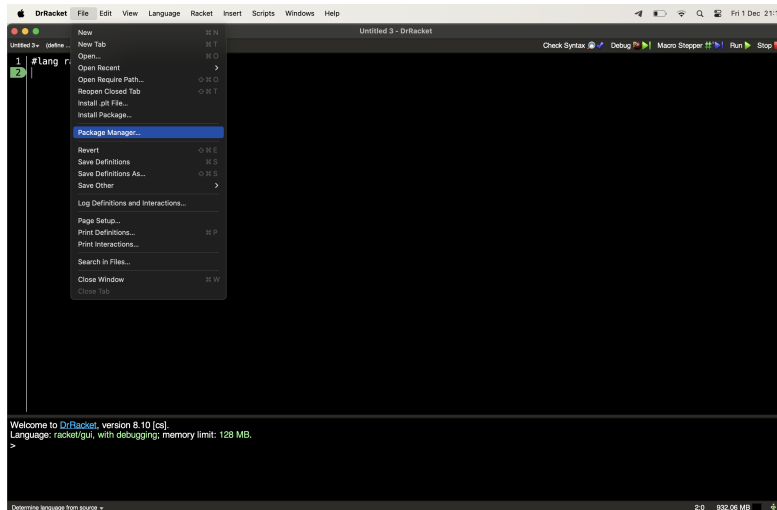 DrRacket File Edit View Language Racket Insert Scripts Windows Help Fri 1 Dec 21:
Untitled 3 - DrRacket
Untitled 3 (define ... Check Syntax Debug Macro Stepper Run Stop
1 #lang
2
New ⌘ N
New Tab ⌘ T
Open... ⌘ O
Open Recent >
Open Require Path... ⇧ ⌘ O
Reopen Closed Tab ⇧ ⌘ T
Install .plt File...
Install Package...
Package Manager...
Revert ⇧ ⌘ E
Save Definitions ⌘ S
Save Definitions As... ⇧ ⌘ S
Save Other >
Log Definitions and Interactions...
Page Setup...
Print Definitions... ⌘ P
Print Interactions...
Search in Files...
Close Window ⌘ W
Close Tab
Welcome to DrRacket, version 8.10 [cs].
Language: racket/gui, with debugging; memory limit: 128 MB.
>
Determine language from source 2:0 932.06 MB